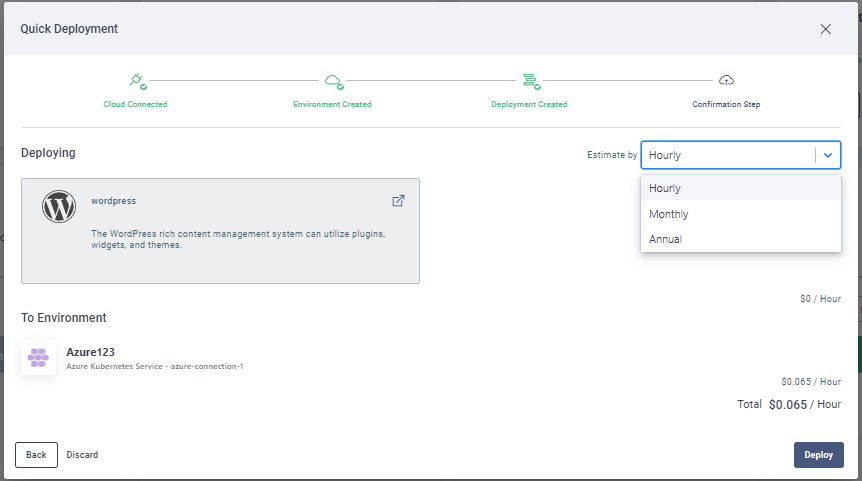 Quick Deployment
Cloud Connected
Environment Created
Deployment Created
Confirmation Step
Deploying
Estimate by
Hourly
Hourly
Monthly
Annual
wordpress
The WordPress rich content management system can utilize plugins,
widgets, and themes.
$0 / Hour
To Environment
Azure123
Azure Kubernetes Service - azure-connection-1
$0.065 / Hour
Total $0.065 / Hour
Back
Discard
Deploy